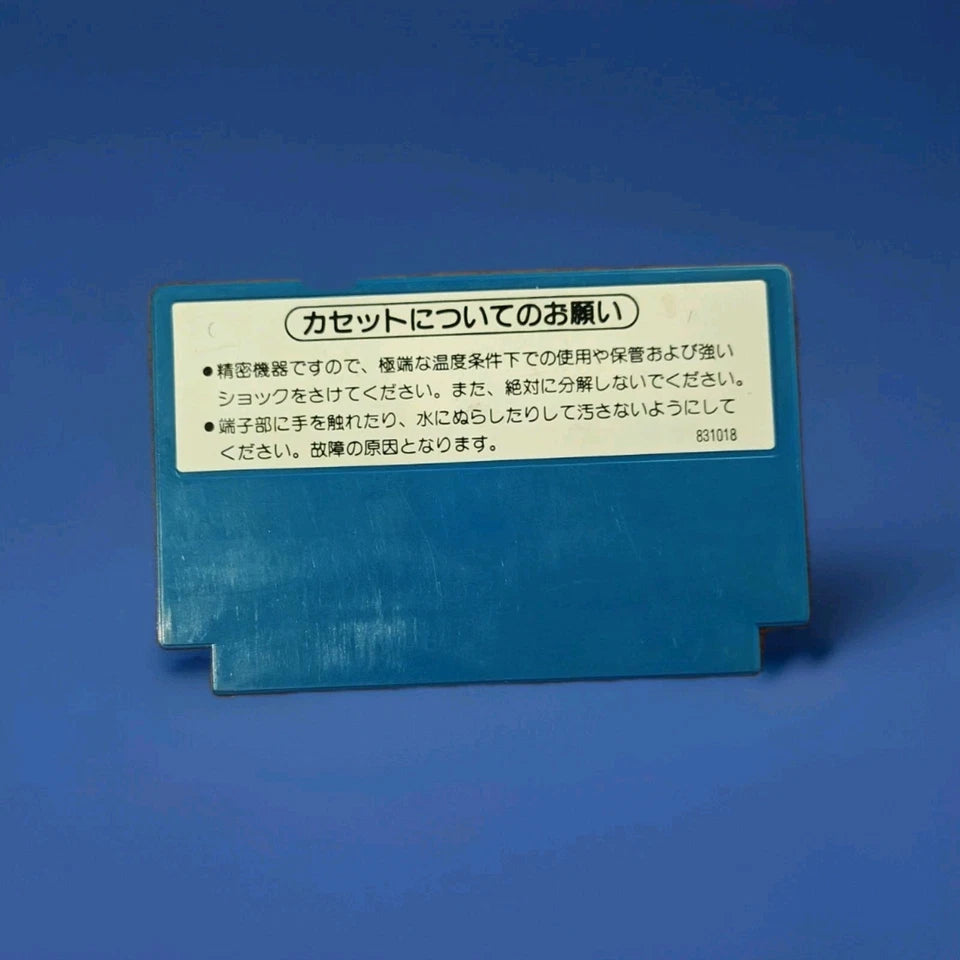 カセットについてのお願い
●精密機器ですので、極端な温度条件下での使用や保管および強い
ショックをさけてください。また、絶対に分解しないでください。
●端子部に手を触れたり、水にぬらしたりして汚さないようにして
ください。故障の原因となります。
831018